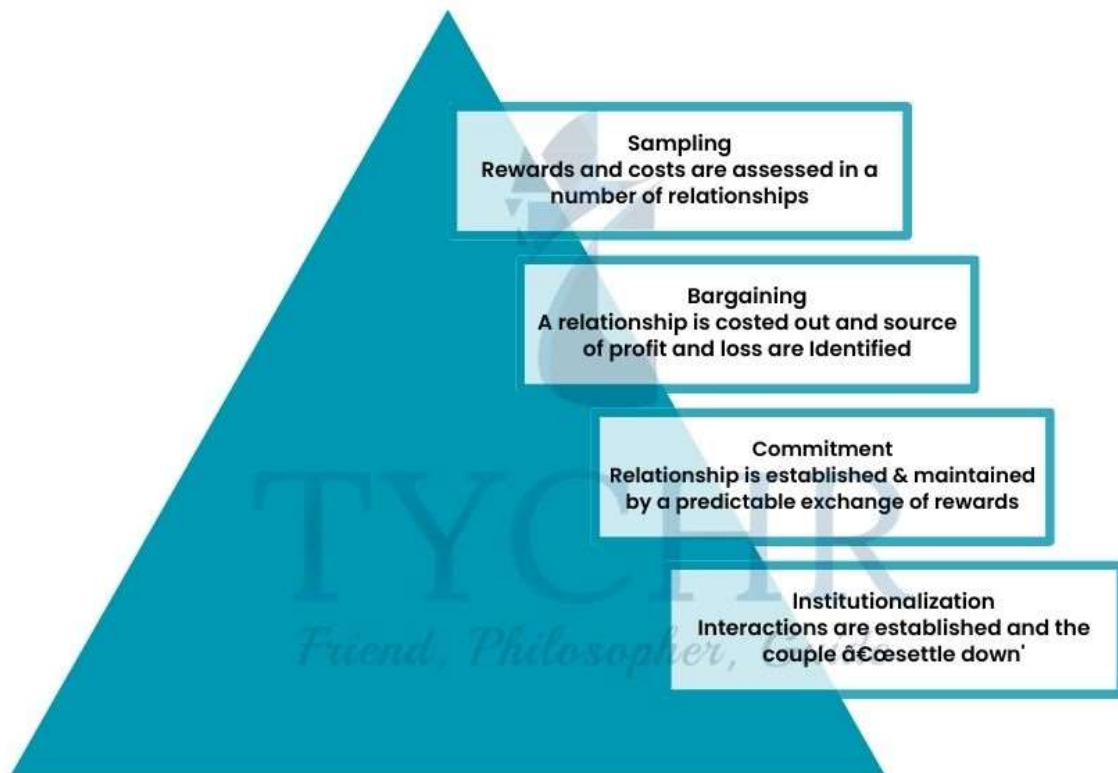 Sampling
Rewards and costs are assessed in a
number of relationships
Bargaining
A relationship is costed out and source
of profit and loss are Identified
Commitment
Relationship is established & maintained
by a predictable exchange of rewards
TYCHR
Institutionalization
Interactions are established and the
couple â€œsettle down'
Friend, Philosopher, Guide